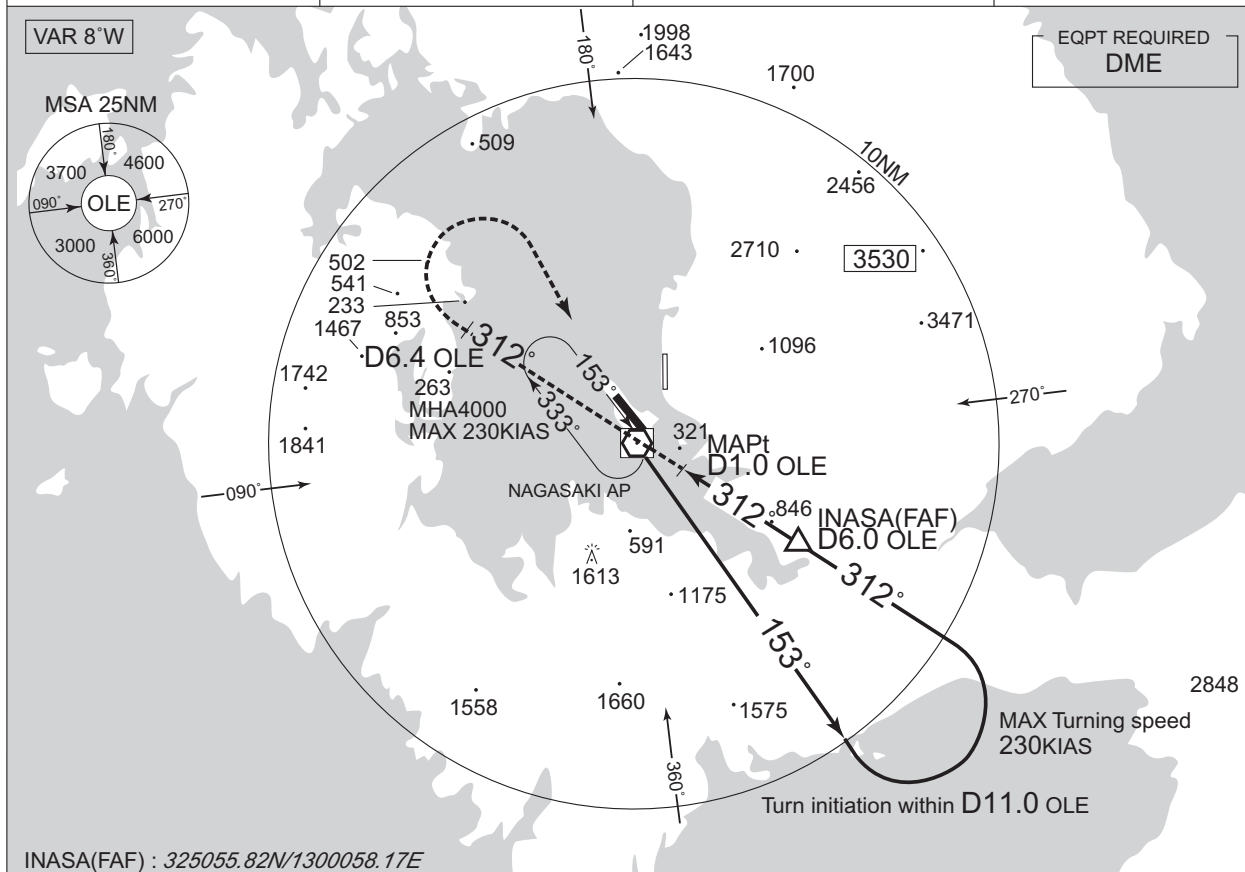 VAR 8°W
EQPT REQUIRED
DME
MSA 25NM
180°
3700
4600
090°
OLE
270°
3000
6000
360°
180°
1998
1643
1700
509
10NM
2456
2710
3530
502
541
233
1467
853
3471
312°
D6.4 OLE
153°
1096
1742
263
MHA4000
MAX 230KIAS
333°
270°
1841
321
MAPt
D1.0 OLE
090°
NAGASAKI AP
312°
846
INASA(FAF)
D6.0 OLE
591
1613
312°
1175
153°
1558
1660
1575
2848
MAX Turning speed
230KIAS
360°
Turn initiation within D11.0 OLE
INASA(FAF) : 325055.82N/1300058.17E